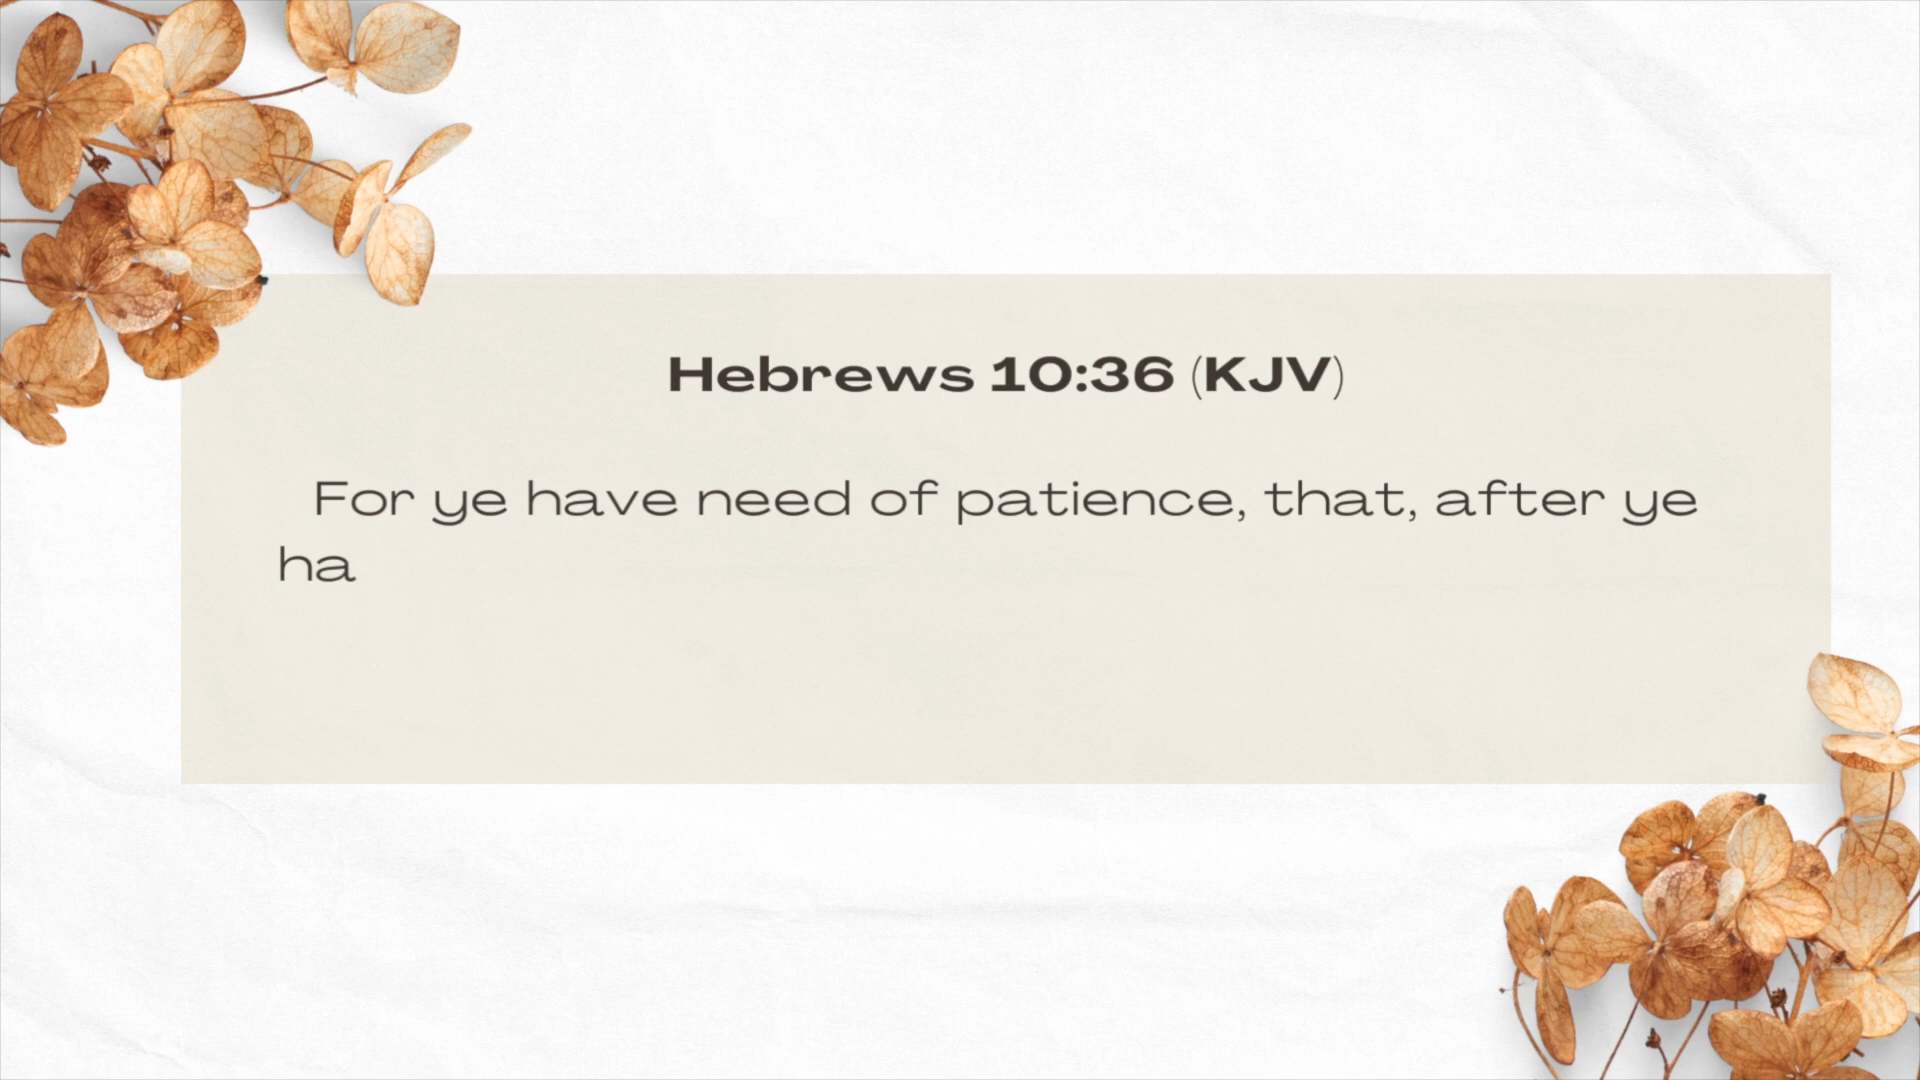 Hebrews 10:36 (KJV)
For ye have need of patience, that, after ye
ha